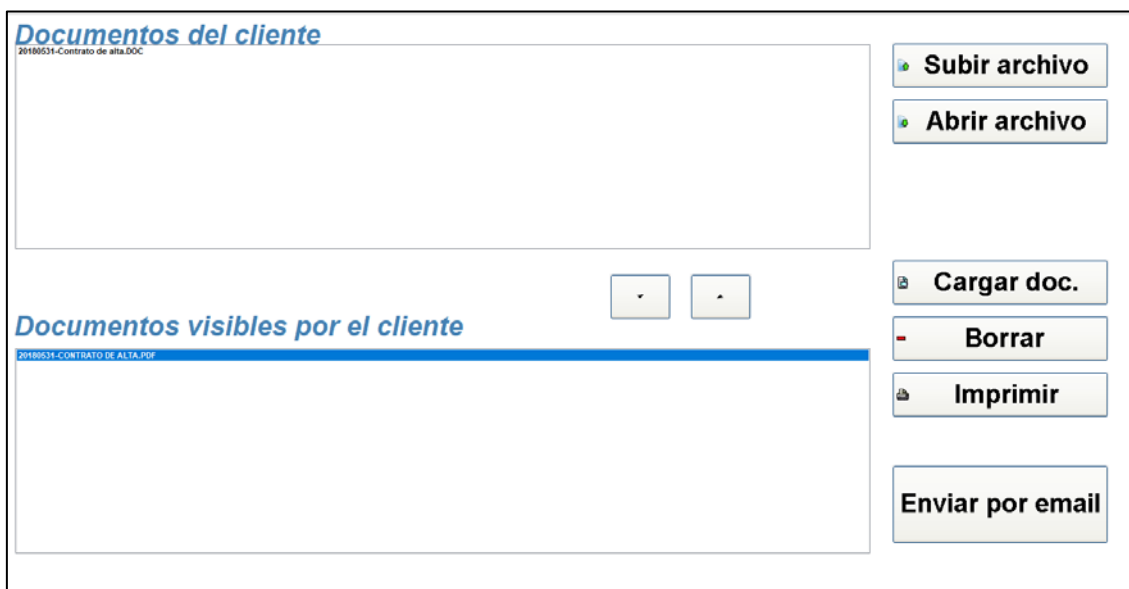 Documentos del cliente
20180531-Contrato de alta.DOC
Subir archivo
Abrir archivo
Cargar doc.
Documentos visibles por el cliente
Borrar
20180531-CONTRATO DE ALTA.PDF
Imprimir
Enviar por email